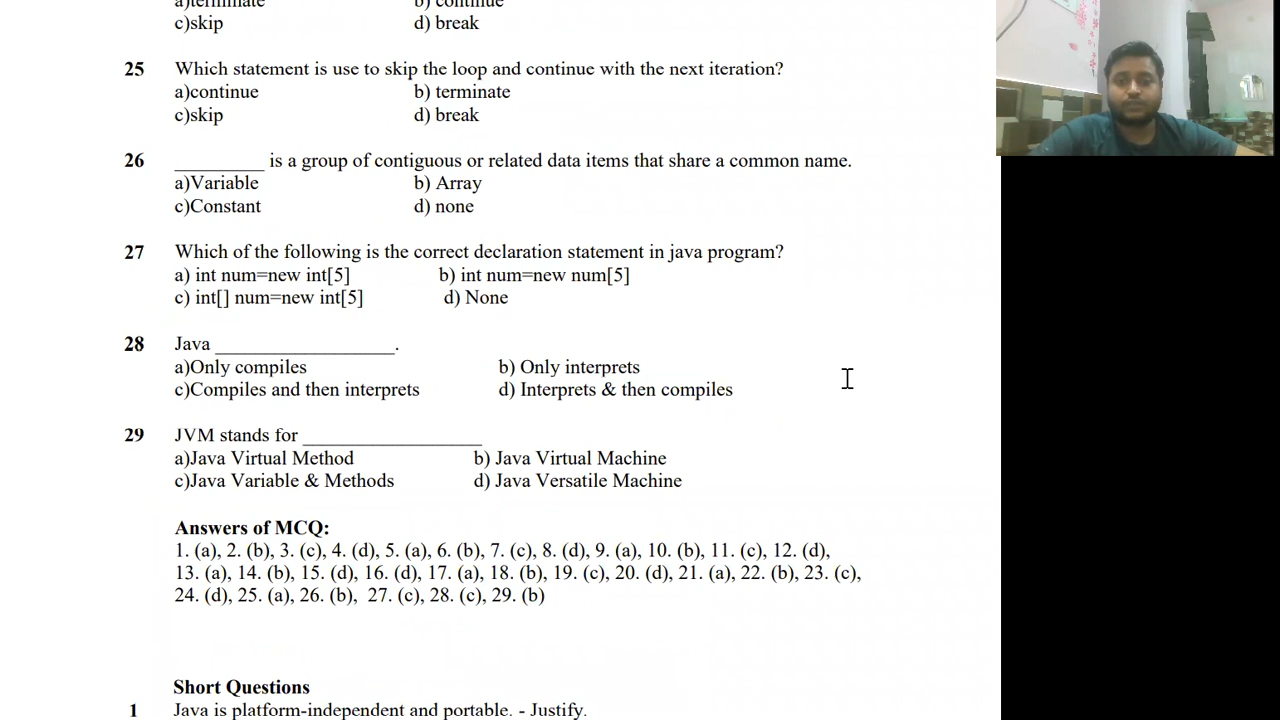 a)terminate b) continue
c)skip d) break
25 Which statement is use to skip the loop and continue with the next iteration?
a)continue b) terminate
c)skip d) break
26 _________ is a group of contiguous or related data items that share a common name.
a)Variable b) Array
c)Constant d) none
27 Which of the following is the correct declaration statement in java program?
a) int num=new int[5] b) int num=new num[5]
c) int[] num=new int[5] d) None
28 Java __________________.
a)Only compiles b) Only interprets
c)Compiles and then interprets d) Interprets & then compiles
29 JVM stands for __________________
a)Java Virtual Method b) Java Virtual Machine
c)Java Variable & Methods d) Java Versatile Machine
Answers of MCQ:
1. (a), 2. (b), 3. (c), 4. (d), 5. (a), 6. (b), 7. (c), 8. (d), 9. (a), 10. (b), 11. (c), 12. (d),
13. (a), 14. (b), 15. (d), 16. (d), 17. (a), 18. (b), 19. (c), 20. (d), 21. (a), 22. (b), 23. (c),
24. (d), 25. (a), 26. (b), 27. (c), 28. (c), 29. (b)
Short Questions
1 Java is platform-independent and portable. - Justify.